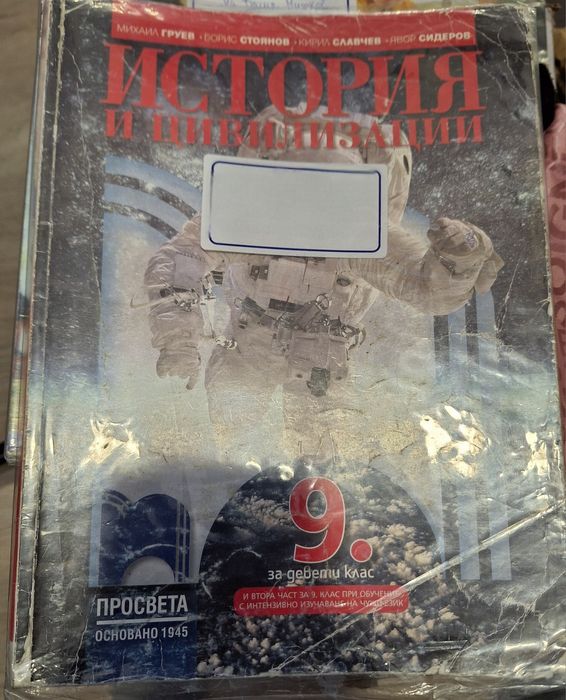 МИХАИЛ ГРУЕВ • БОРИС СТОЯНОВ • КИРИЛ СЛАВЧЕВ • ЯВОР СИДЕРОВ
ИСТОРИЯ
И ЦИВИЛИЗАЦИИ
9.
за девети клас
И ВТОРА ЧАСТ ЗА 9. КЛАС ПРИ ОБУЧЕНИЕ
С ИНТЕНЗИВНО ИЗУЧАВАНЕ НА ЧУЖД ЕЗИК
ПРОСВЕТА
ОСНОВАНО 1945